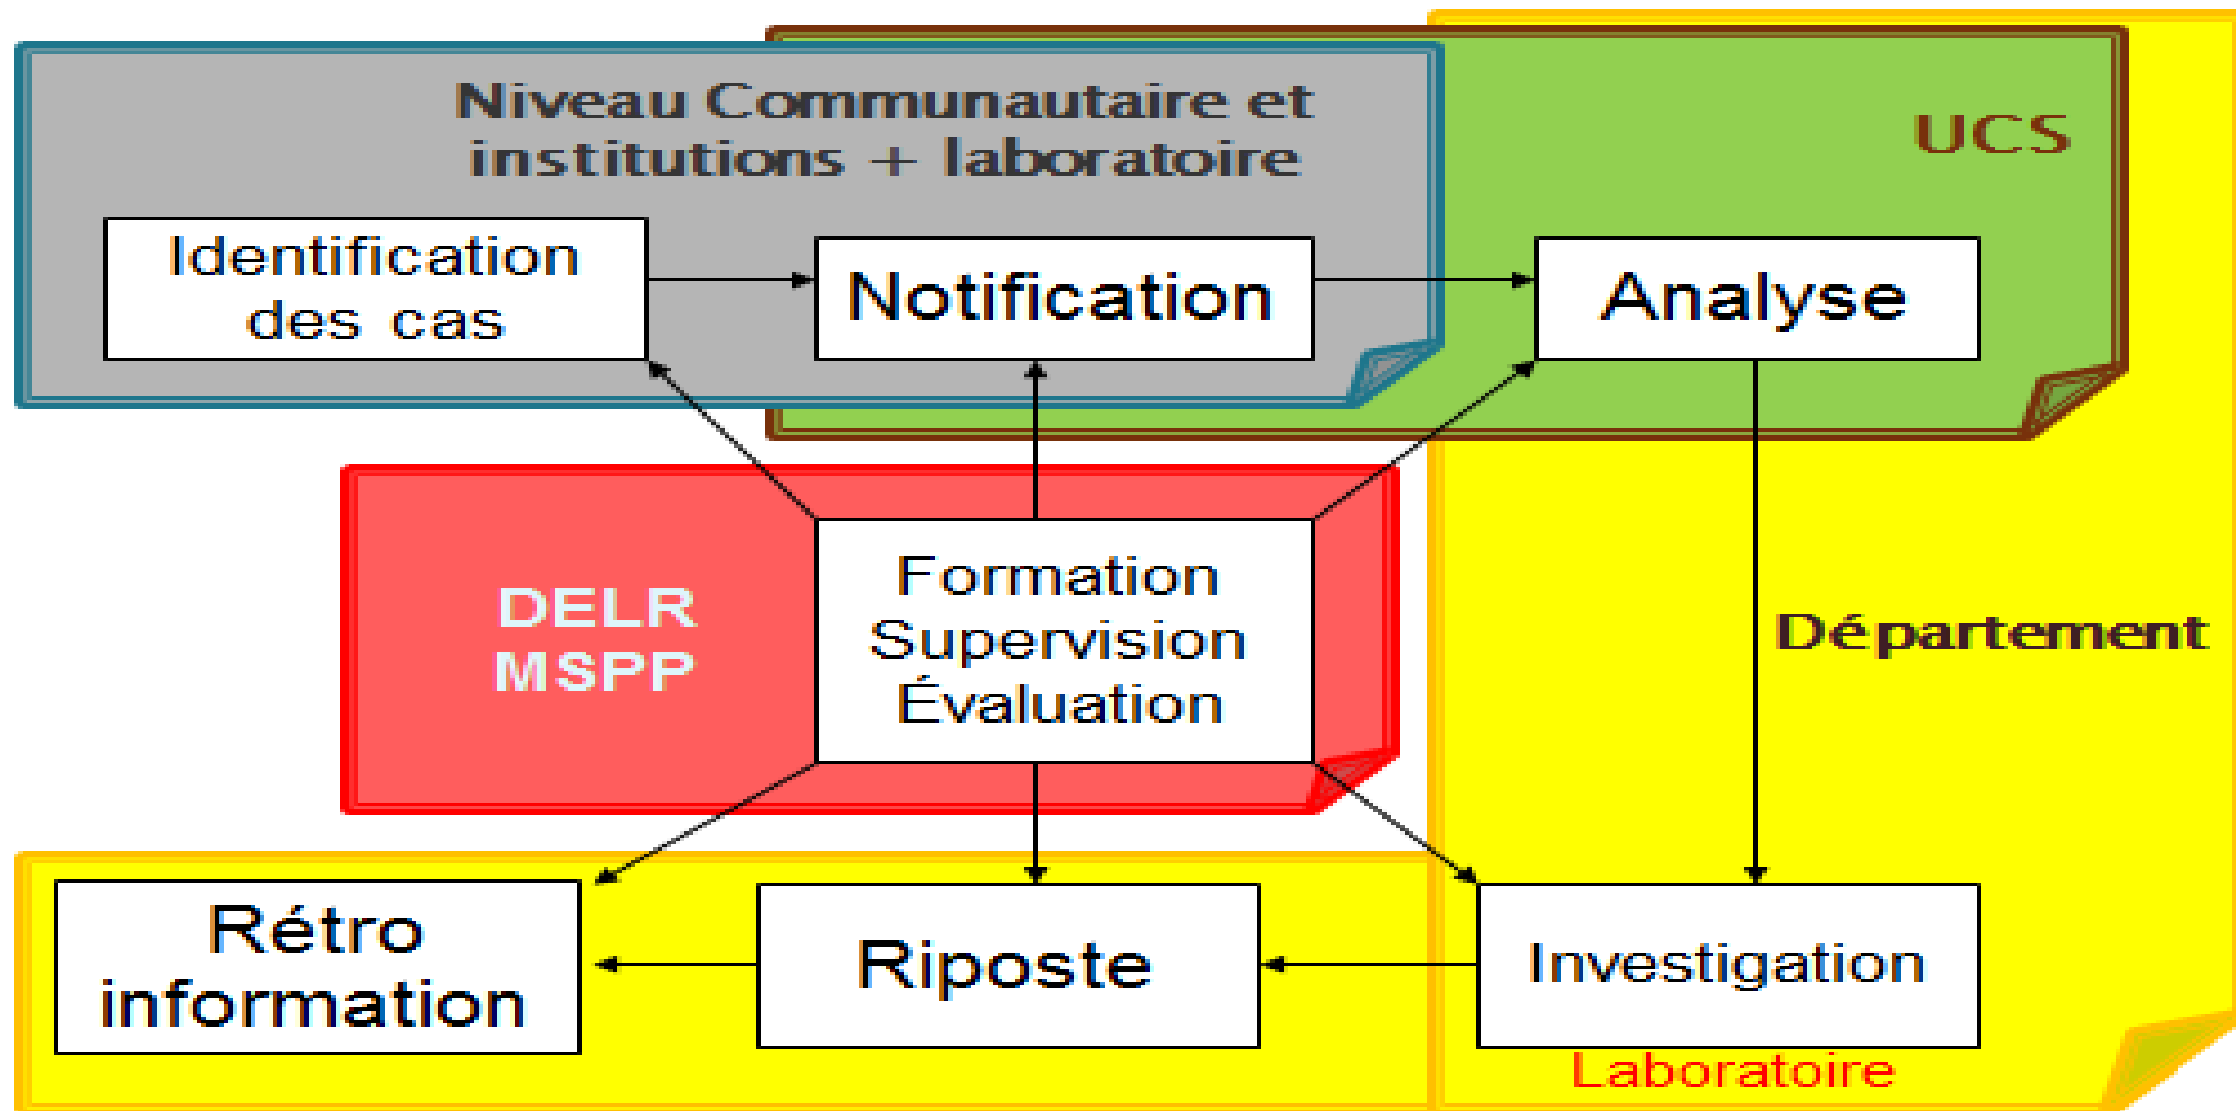 Niveau Communautaire et
institutions + laboratoire
UCS
Identification
des cas
Notification
Analyse
DELR
MSPP
Formation
Supervision
Évaluation
Département
Rétro
information
Riposte
Investigation
Laboratoire